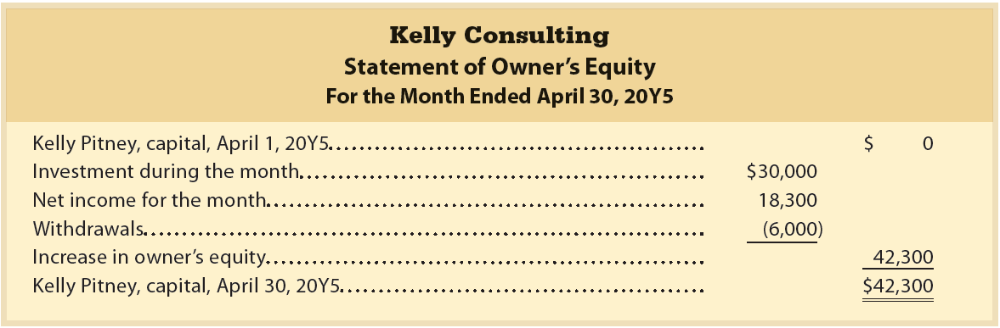 Kelly Consulting
Statement of Owner's Equity
For the Month Ended April 30, 20Y5
Kelly Pitney, capital, April 1, 20Y5. $ 0
Investment during the month. $30,000
Net income for the month. 18,300
Withdrawals. (6,000)
Increase in owner's equity. 42,300
Kelly Pitney, capital, April 30, 20Y5. $42,300